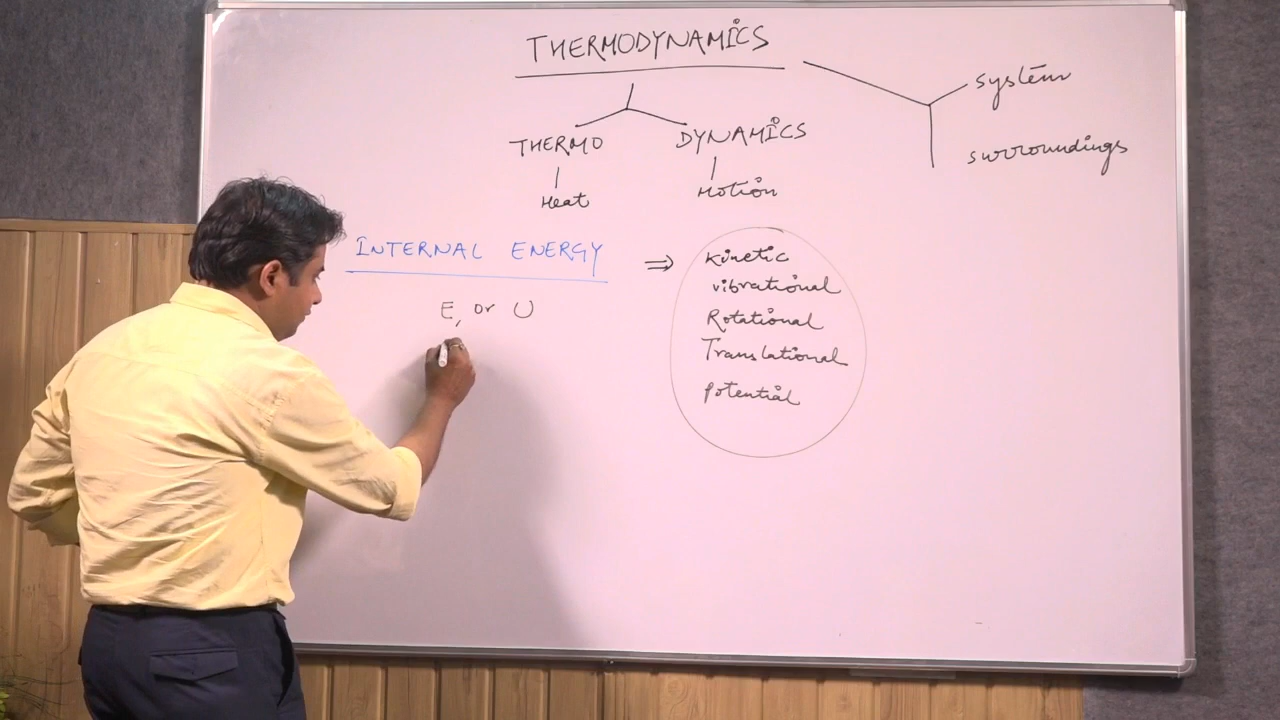 THERMODYNAMICS
system
THERMO DYNAMICS
surroundings
Heat Motion
INTERNAL ENERGY ⇒ Kinetic
vibrational
E, or U
Rotational
Translational
potential